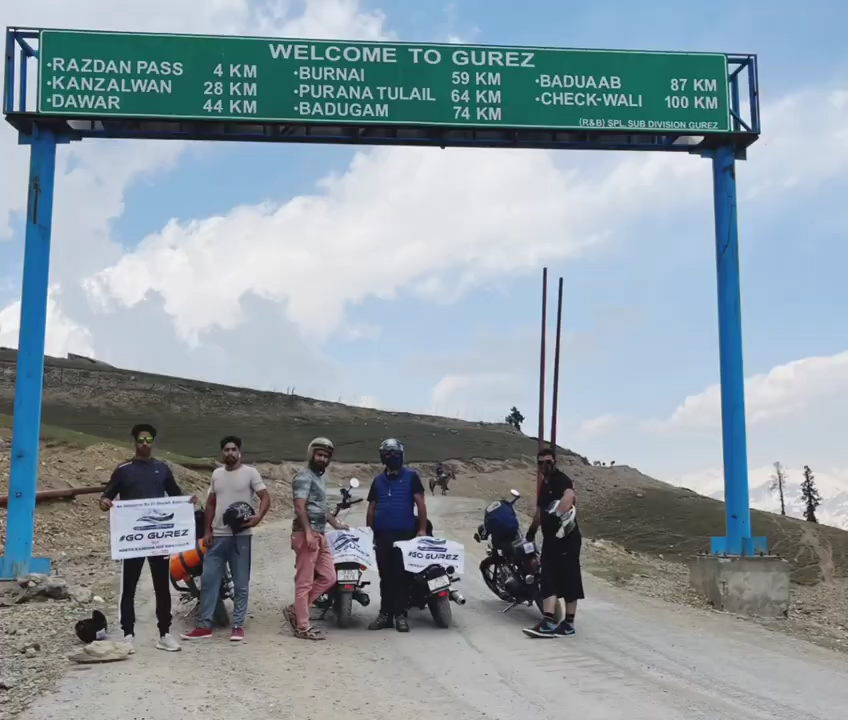 WELCOME TO GUREZ
•RAZDAN PASS 4 KM
•KANZALWAN 28 KM
•DAWAR 44 KM
•BURNAI 59 KM
•PURANA TULAIL 64 KM
•BADUGAM 74 KM
•BADUAAB 87 KM
•CHECK-WALI 100 KM
(R&B) SPL. SUB DIVISION GUREZ
#GO GUREZ
#GO GUREZ